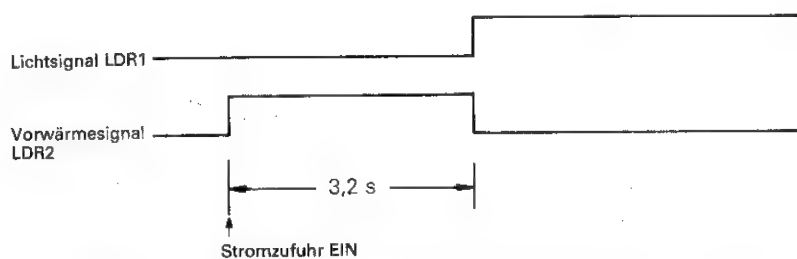 Lichtsignal LDR1
Vorwärmesignal
LDR2
3,2 s
Stromzufuhr EIN